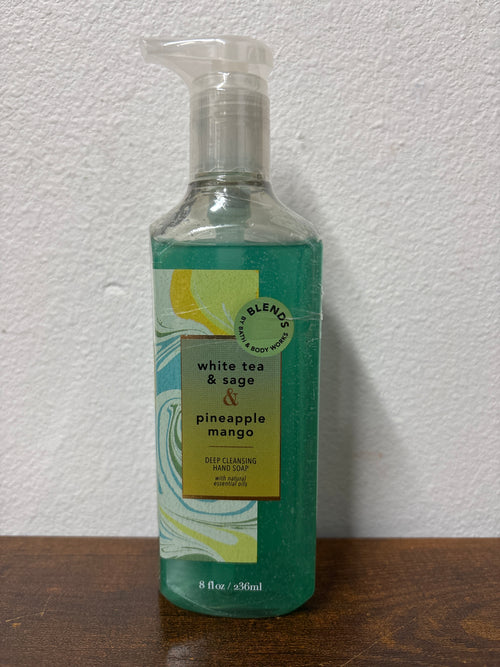 BLENDS
BY BATH & BODY WORKS
white tea
& sage
&
pineapple
mango
DEEP CLEANSING
HAND SOAP
with natural
essential oils
8 fl oz / 236ml